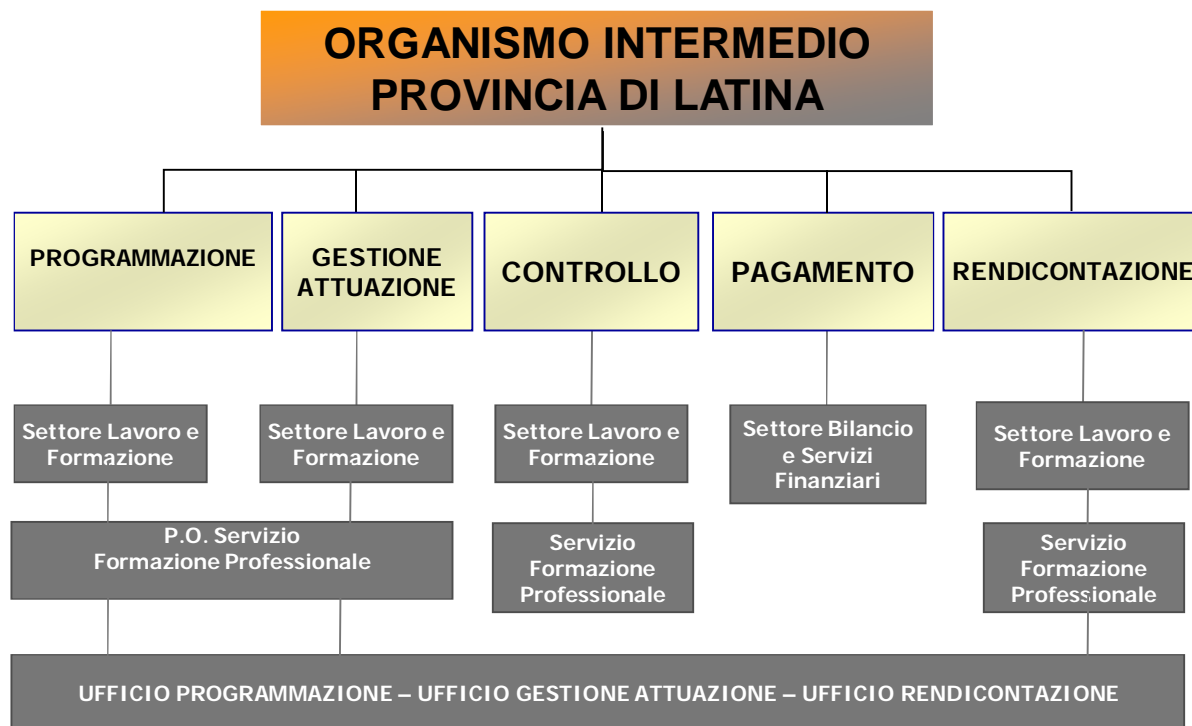 ORGANISMO INTERMEDIO
PROVINCIA DI LATINA
PROGRAMMAZIONE
GESTIONE
ATTUAZIONE
CONTROLLO
PAGAMENTO
RENDICONTAZIONE
Settore Lavoro e
Formazione
Settore Lavoro e
Formazione
Settore Lavoro e
Formazione
Settore Bilancio
e Servizi
Finanziari
Settore Lavoro e
Formazione
P.O. Servizio
Formazione Professionale
Servizio
Formazione
Professionale
Servizio
Formazione
Professionale
UFFICIO PROGRAMMAZIONE – UFFICIO GESTIONE ATTUAZIONE – UFFICIO RENDICONTAZIONE